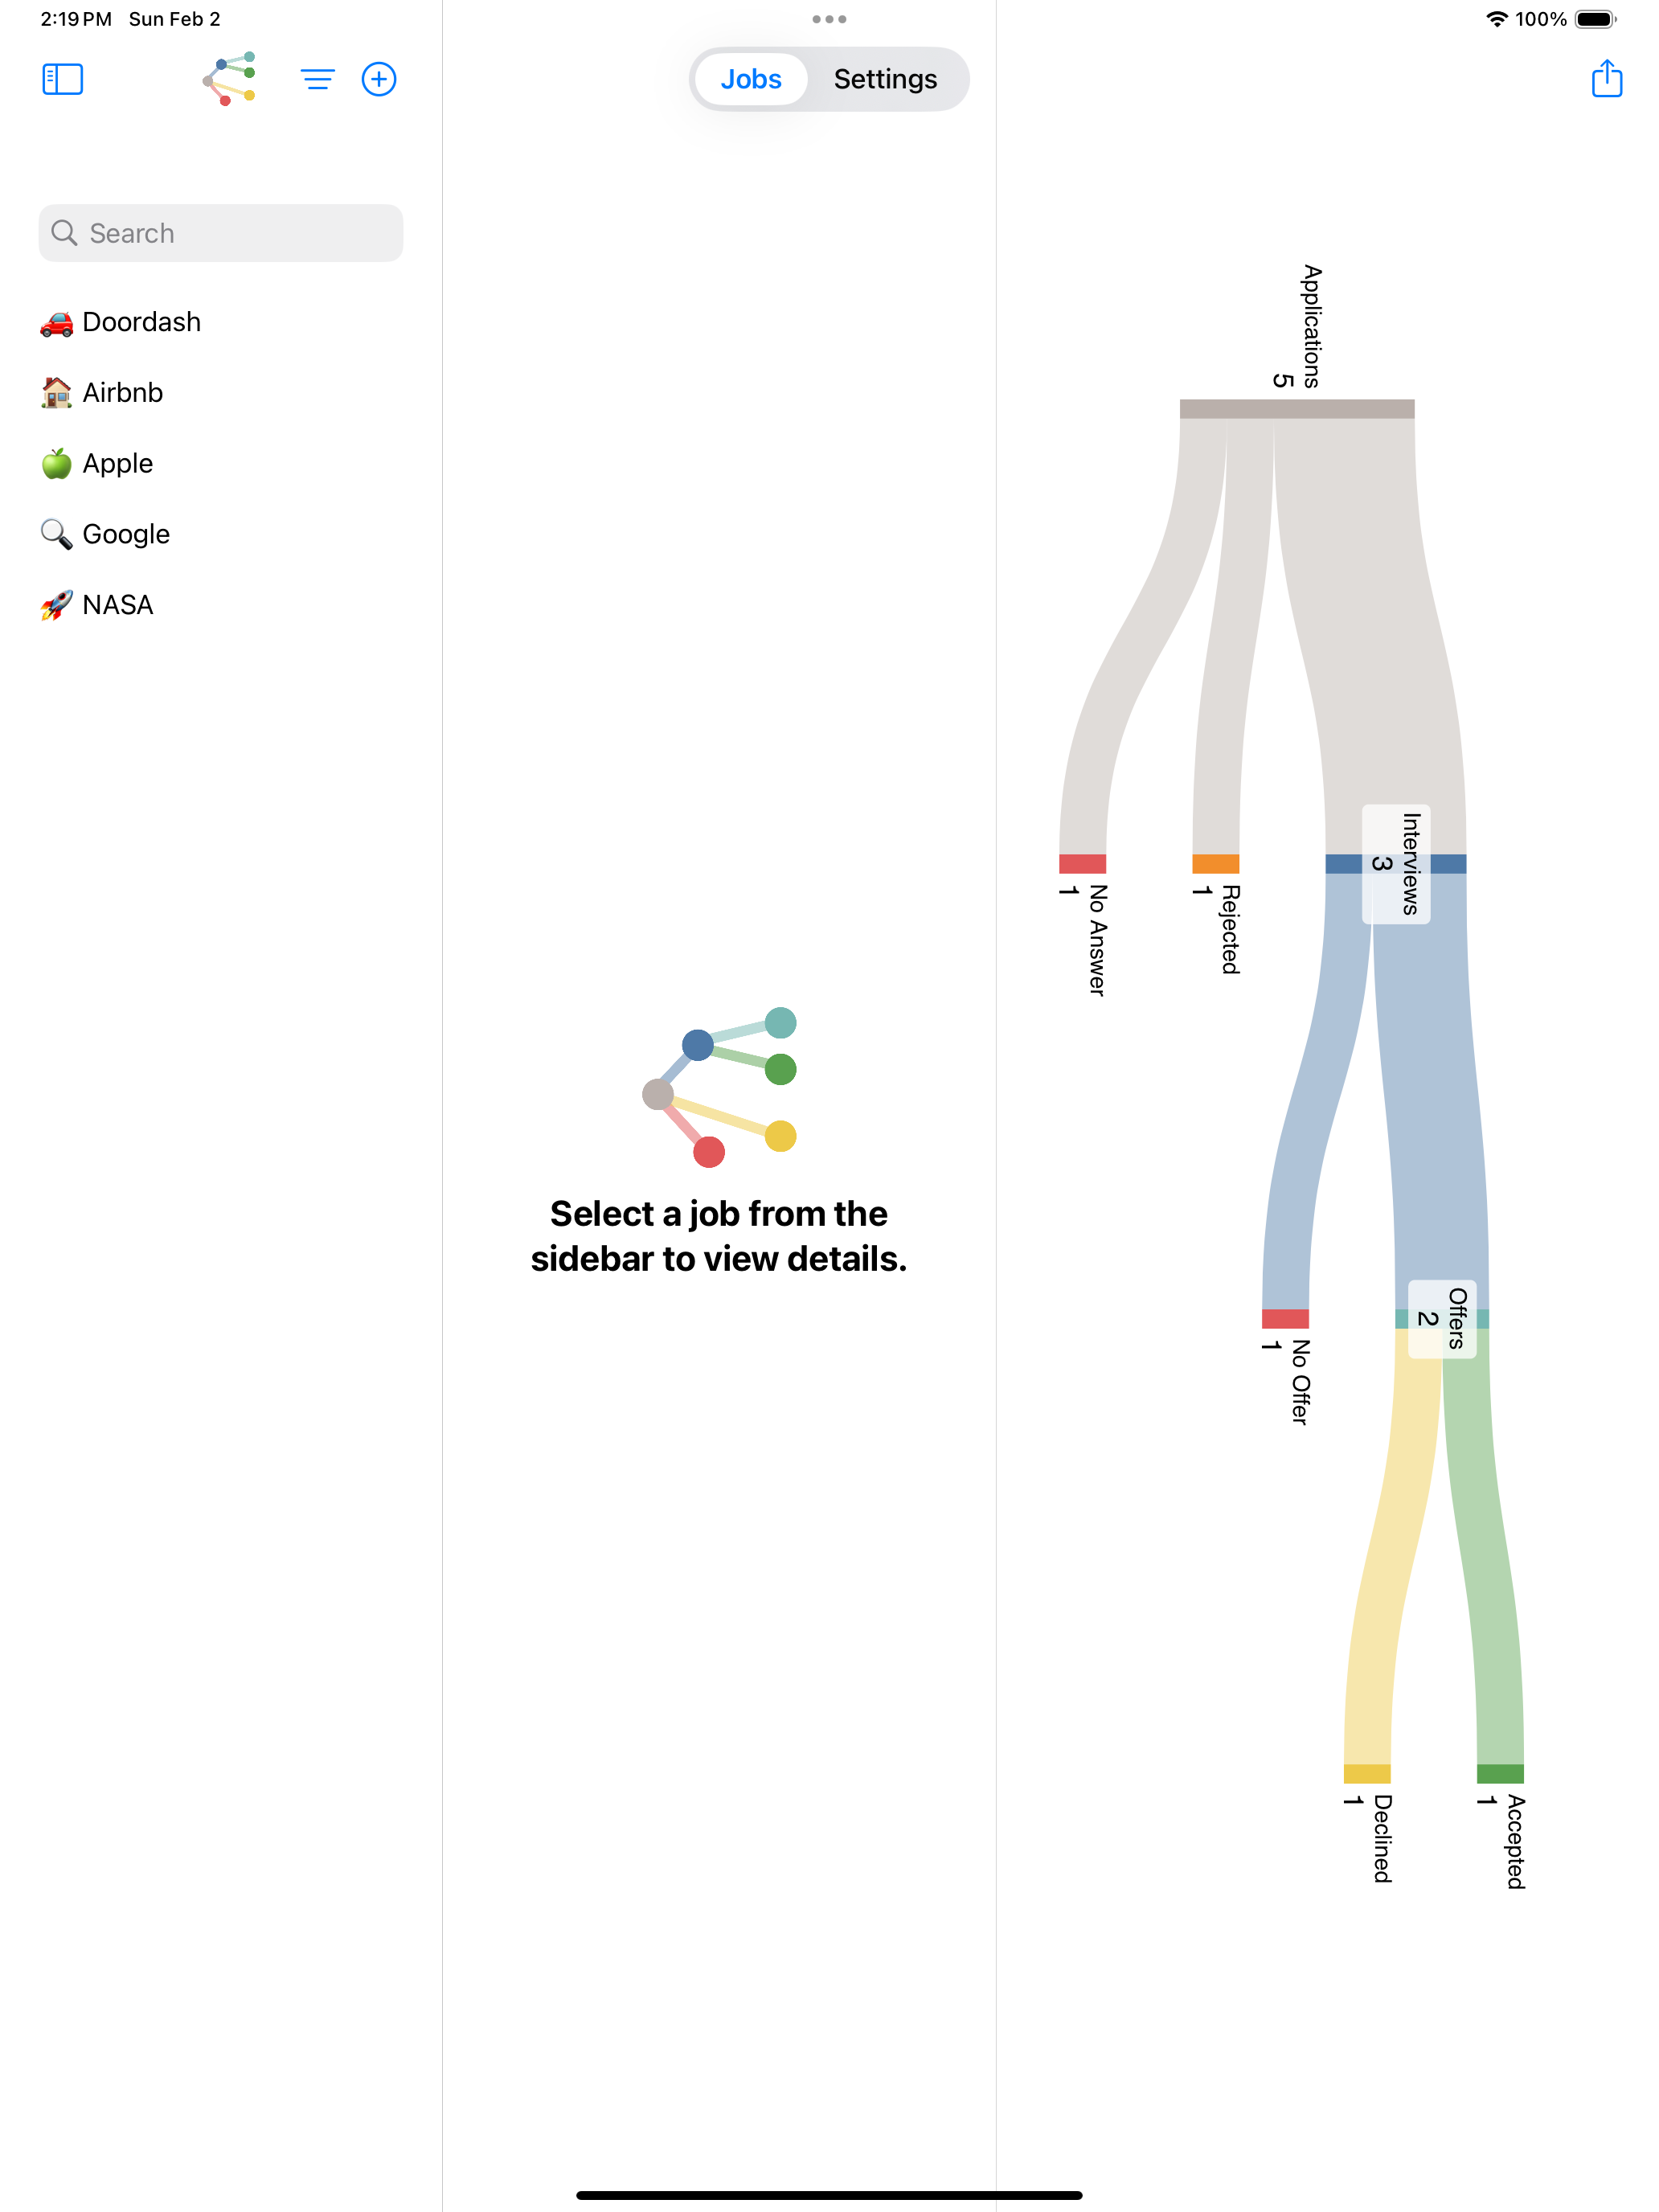 2:19 PM Sun Feb 2
100%
Jobs
Settings
Search
Doordash
Airbnb
Apple
Google
NASA
Select a job from the
sidebar to view details.
Applications
5
No Answer
1
Rejected
1
Interviews
3
No Offer
1
Offers
2
Declined
1
Accepted
1